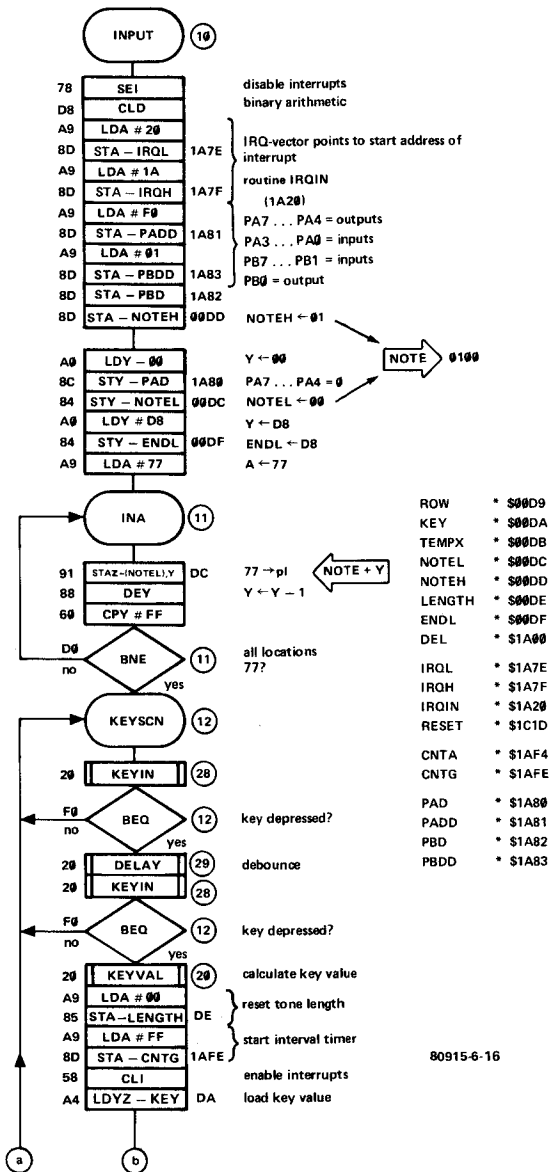 INPUT 10
78 SEI disable interrupts
D8 CLD binary arithmetic
A9 LDA # 20
8D STA – IRQL 1A7E IRQ-vector points to start address of interrupt
A9 LDA # 1A
8D STA – IRQH 1A7F routine IRQIN
A9 LDA # F0 (1A20)
8D STA – PADD 1A81 PA7 ... PA4 = outputs
A9 LDA # 01 PA3 ... PA0 = inputs
8D STA – PBDD 1A83 PB7 ... PB1 = inputs
8D STA – PBD 1A82 PB0 = output
8D STA – NOTEH 00DD NOTEH ← 01
A0 LDY – 00 Y ← 00 NOTE 0100
8C STY – PAD 1A80 PA7 ... PA4 = 0
84 STY – NOTEL 00DC NOTEL ← 00
A0 LDY # D8 Y ← D8
84 STY – ENDL 00DF ENDL ← D8
A9 LDA # 77 A ← 77
INA 11
91 STAZ–(NOTEL),Y DC 77 → pl NOTE + Y
88 DEY Y ← Y – 1
60 CPY # FF
D0 no BNE 11 all locations 77?
yes
KEYSCN 12
20 KEYIN 28
F0 no BEQ 12 key depressed?
yes
20 DELAY 29 debounce
20 KEYIN 28
F0 no BEQ 12 key depressed?
yes
20 KEYVAL 20 calculate key value
A9 LDA # 00 reset tone length
85 STA–LENGTH DE
A9 LDA # FF start interval timer
8D STA – CNTG 1AFE
58 CLI enable interrupts
A4 LDYZ – KEY DA load key value
a b
ROW * $00D9
KEY * $00DA
TEMPX * $00DB
NOTEL * $00DC
NOTEH * $00DD
LENGTH * $00DE
ENDL * $00DF
DEL * $1A00
IRQL * $1A7E
IRQH * $1A7F
IRQIN * $1A20
RESET * $1C1D
CNTA * $1AF4
CNTG * $1AFE
PAD * $1A80
PADD * $1A81
PBD * $1A82
PBDD * $1A83
80915-6-16